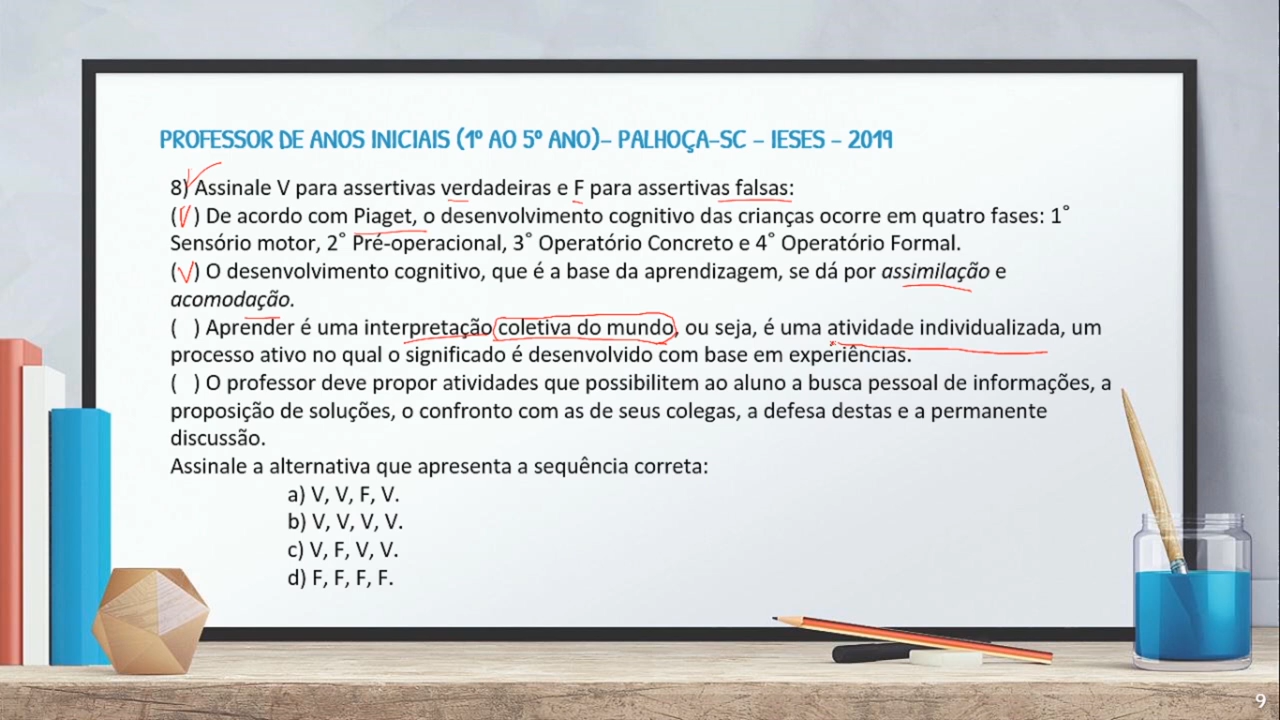 PROFESSOR DE ANOS INICIAIS (1º AO 5º ANO)– PALHOÇA-SC – IESES – 2019
8) Assinale V para assertivas verdadeiras e F para assertivas falsas:
(V) De acordo com Piaget, o desenvolvimento cognitivo das crianças ocorre em quatro fases: 1˚
Sensório motor, 2˚ Pré-operacional, 3˚ Operatório Concreto e 4˚ Operatório Formal.
(V) O desenvolvimento cognitivo, que é a base da aprendizagem, se dá por assimilação e
acomodação.
( ) Aprender é uma interpretação coletiva do mundo, ou seja, é uma atividade individualizada, um
processo ativo no qual o significado é desenvolvido com base em experiências.
( ) O professor deve propor atividades que possibilitem ao aluno a busca pessoal de informações, a
proposição de soluções, o confronto com as de seus colegas, a defesa destas e a permanente
discussão.
Assinale a alternativa que apresenta a sequência correta:
a) V, V, F, V.
b) V, V, V, V.
c) V, F, V, V.
d) F, F, F, F.
9